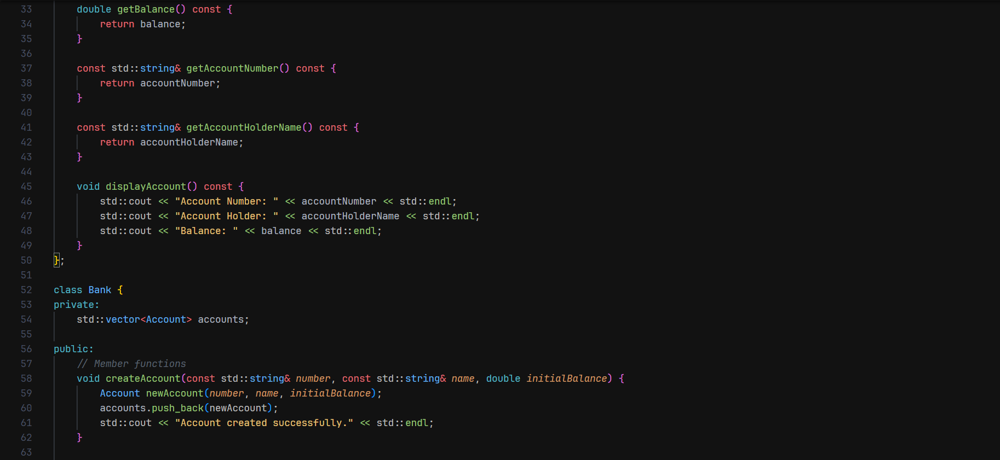 33 double getBalance() const {
34 return balance;
35 }
36
37 const std::string& getAccountNumber() const {
38 return accountNumber;
39 }
40
41 const std::string& getAccountHolderName() const {
42 return accountHolderName;
43 }
44
45 void displayAccount() const {
46 std::cout << "Account Number: " << accountNumber << std::endl;
47 std::cout << "Account Holder: " << accountHolderName << std::endl;
48 std::cout << "Balance: " << balance << std::endl;
49 }
50 };
51
52 class Bank {
53 private:
54 std::vector<Account> accounts;
55
56 public:
57 // Member functions
58 void createAccount(const std::string& number, const std::string& name, double initialBalance) {
59 Account newAccount(number, name, initialBalance);
60 accounts.push_back(newAccount);
61 std::cout << "Account created successfully." << std::endl;
62 }
63